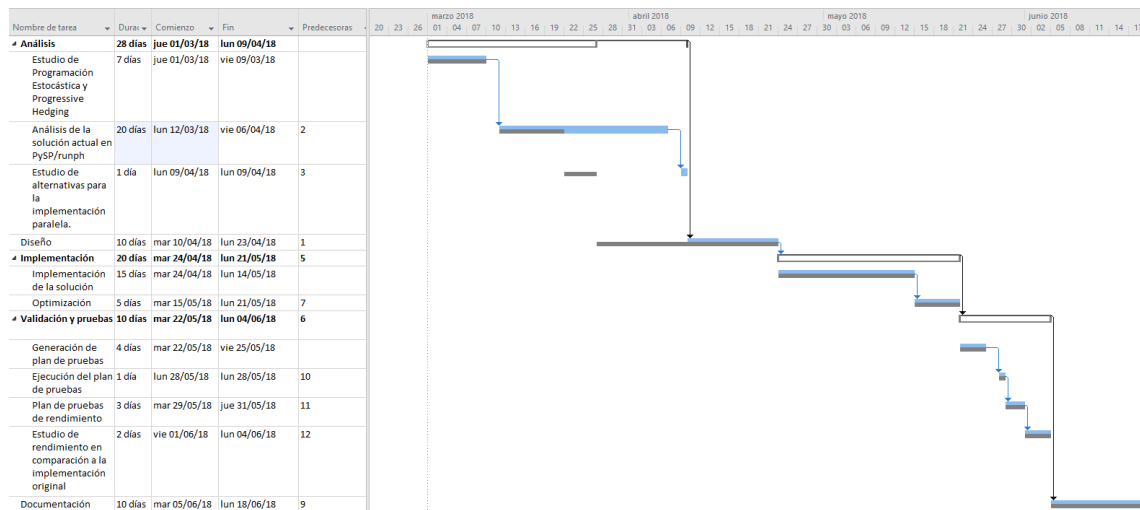 marzo 2018 abril 2018 mayo 2018 junio 2018
Nombre de tarea Durac Comienzo Fin Predecesoras 20 23 26 01 04 07 10 13 16 19 22 25 28 31 03 06 09 12 15 18 21 24 27 30 03 06 09 12 15 18 21 24 27 30 02 05 08 11 14 17
Análisis 28 días jue 01/03/18 lun 09/04/18
Estudio de 7 días jue 01/03/18 vie 09/03/18
Programación
Estocástica y
Progressive
Hedging
Análisis de la 20 días lun 12/03/18 vie 06/04/18 2
solución actual en
PySP/runph
Estudio de 1 día lun 09/04/18 lun 09/04/18 3
alternativas para
la
implementación
paralela.
Diseño 10 días mar 10/04/18 lun 23/04/18 1
Implementación 20 días mar 24/04/18 lun 21/05/18 5
Implementación 15 días mar 24/04/18 lun 14/05/18
de la solución
Optimización 5 días mar 15/05/18 lun 21/05/18 7
Validación y pruebas 10 días mar 22/05/18 lun 04/06/18 6
Generación de 4 días mar 22/05/18 vie 25/05/18
plan de pruebas
Ejecución del plan 1 día lun 28/05/18 lun 28/05/18 10
de pruebas
Plan de pruebas 3 días mar 29/05/18 jue 31/05/18 11
de rendimiento
Estudio de 2 días vie 01/06/18 lun 04/06/18 12
rendimiento en
comparación a la
implementación
original
Documentación 10 días mar 05/06/18 lun 18/06/18 9